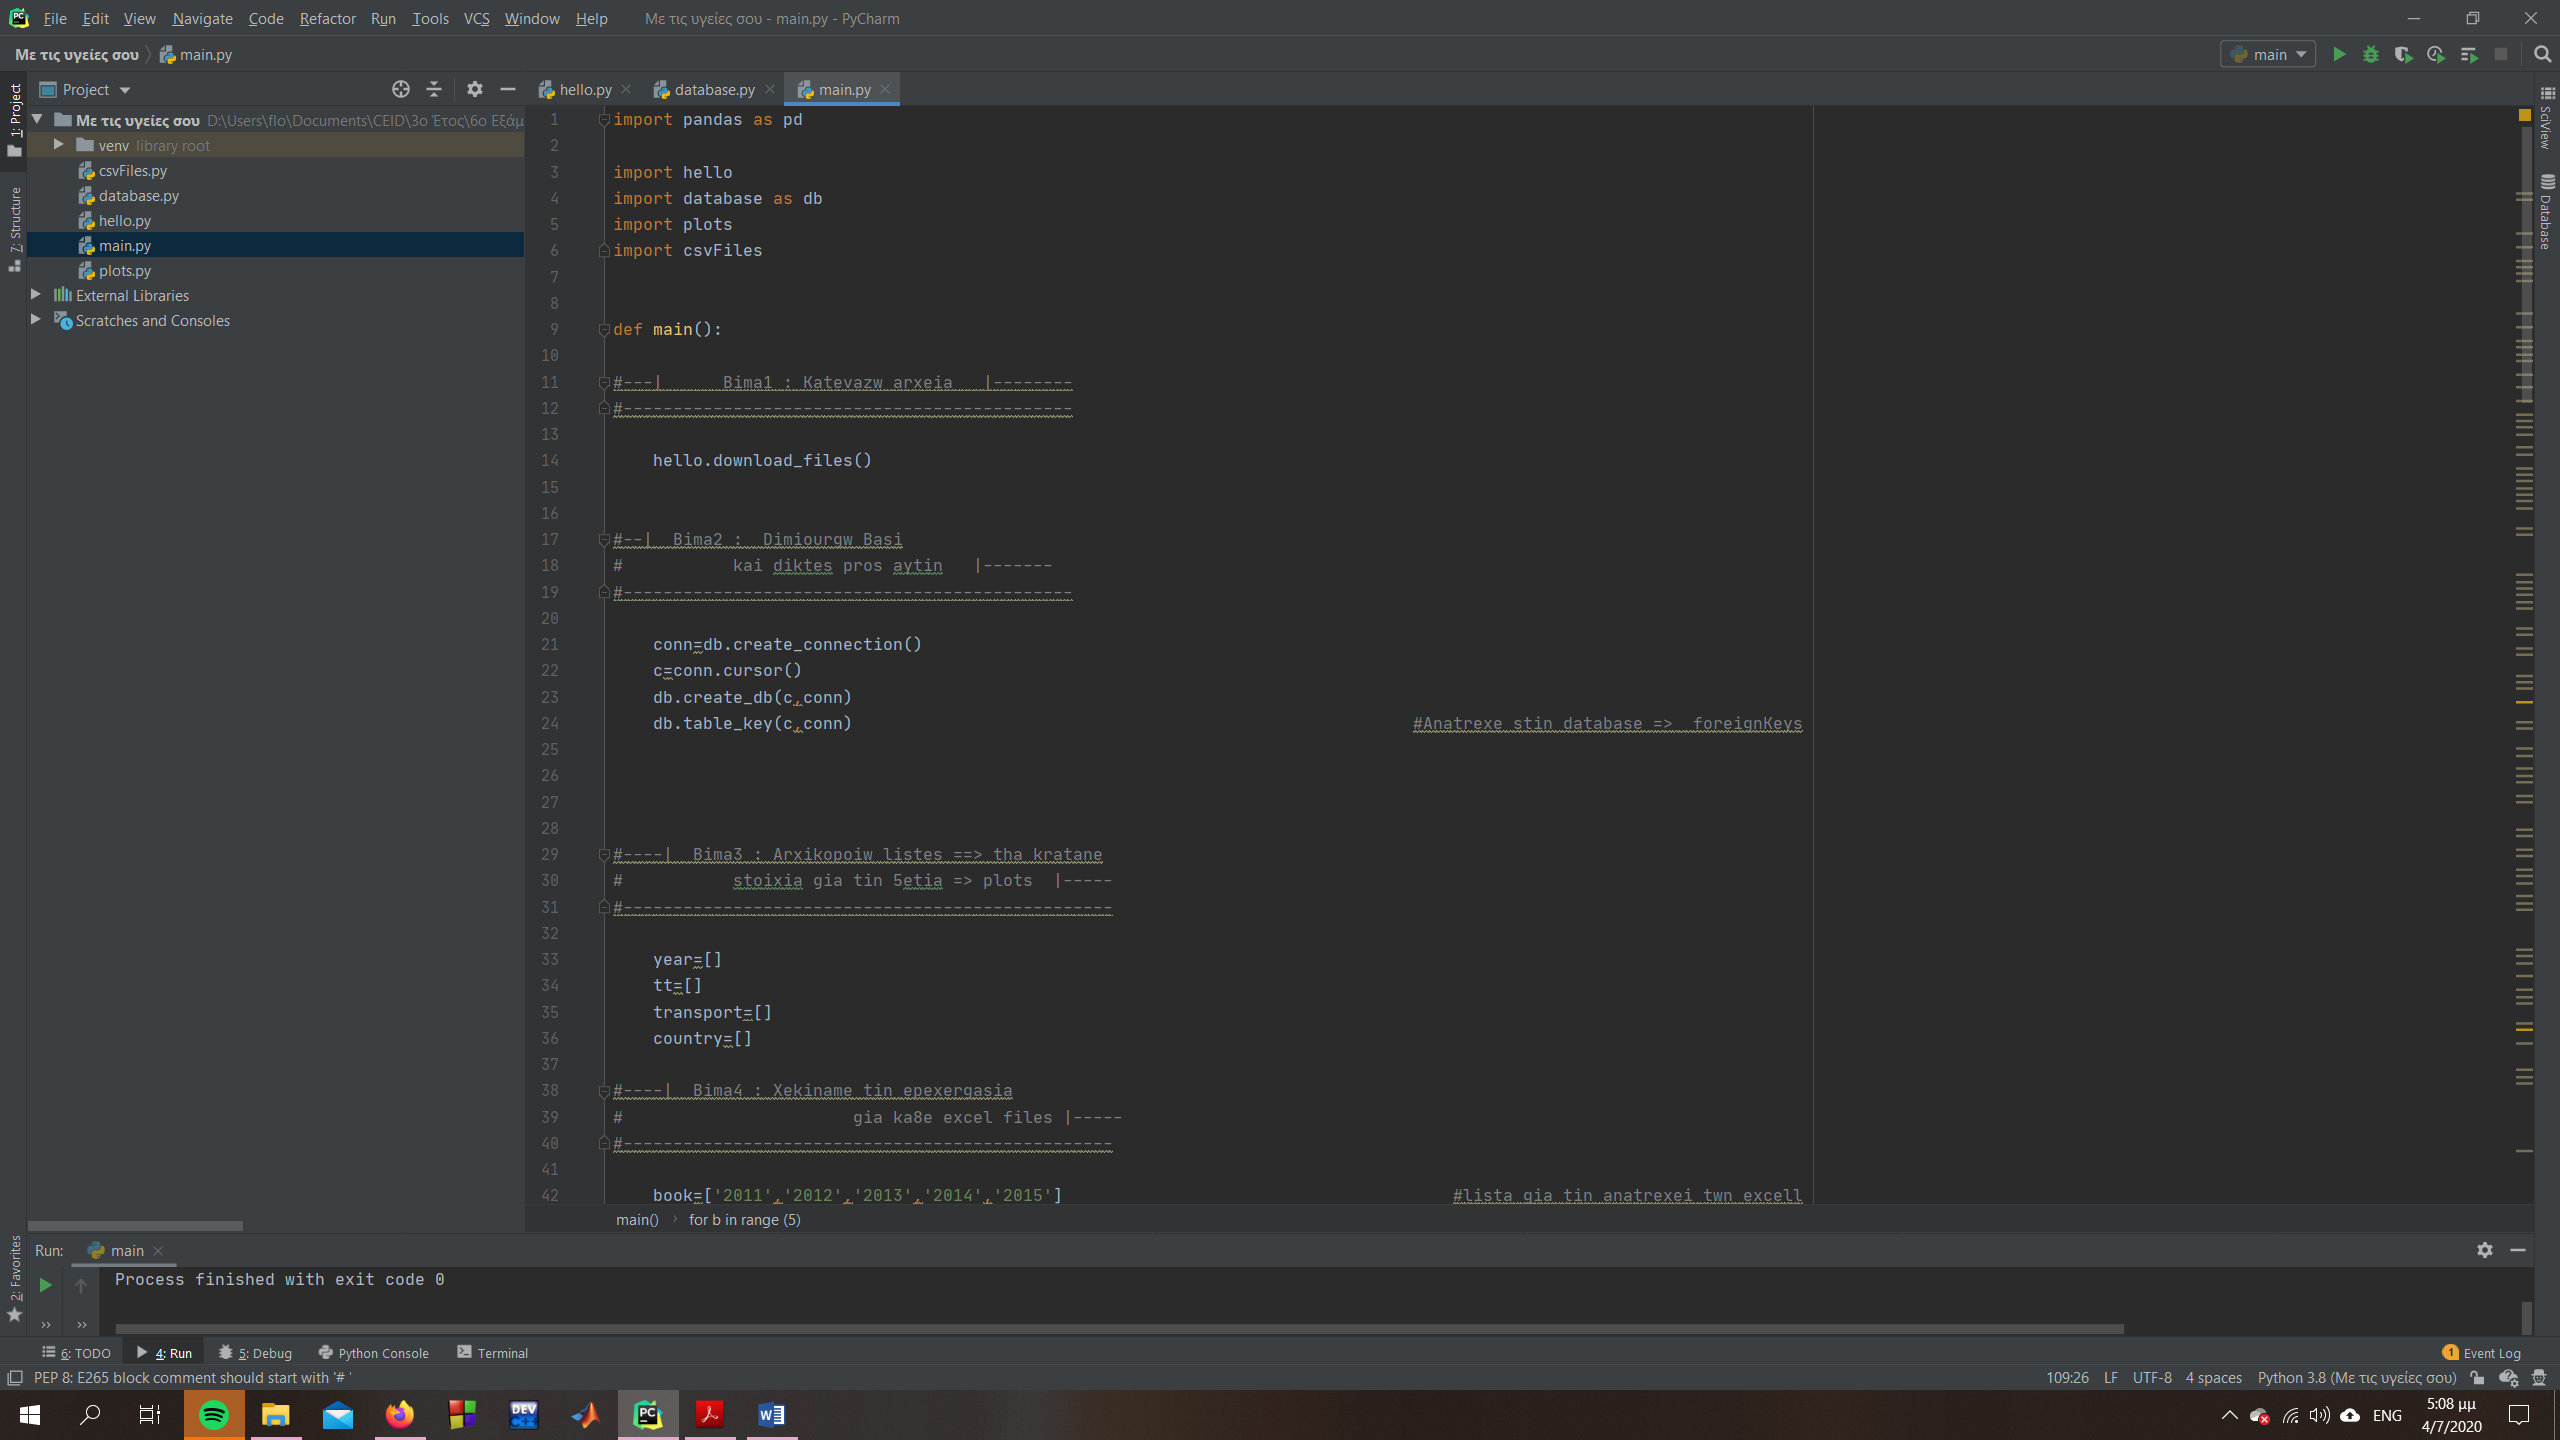 File Edit View Navigate Code Refactor Run Tools VCS Window Help Με τις υγείες σου - main.py - PyCharm
Με τις υγείες σου main.py
main
1: Project
7: Structure
2: Favorites
SciView
Database
Project
Με τις υγείες σου D:\Users\flo\Documents\CEID\3ο Έτος\6ο Εξάμ
venv library root
csvFiles.py
database.py
hello.py
main.py
plots.py
External Libraries
Scratches and Consoles
hello.py database.py main.py
1 import pandas as pd
2
3 import hello
4 import database as db
5 import plots
6 import csvFiles
7
8
9 def main():
10
11 #---| Bima1 : Katevazw arxeia |--------
12 #---------------------------------------------
13
14 hello.download_files()
15
16
17 #--| Bima2 : Dimiourgw Basi
18 # kai diktes pros aytin |-------
19 #---------------------------------------------
20
21 conn=db.create_connection()
22 c=conn.cursor()
23 db.create_db(c,conn)
24 db.table_key(c,conn) #Anatrexe stin database => foreignKeys
25
26
27
28
29 #----| Bima3 : Arxikopoiw listes ==> tha kratane
30 # stoixia gia tin 5etia => plots |-----
31 #-------------------------------------------------
32
33 year=[]
34 tt=[]
35 transport=[]
36 country=[]
37
38 #----| Bima4 : Xekiname tin epexergasia
39 # gia ka8e excel files |-----
40 #-------------------------------------------------
41
42 book=['2011','2012','2013','2014','2015'] #lista gia tin anatrexei twn excell
main() › for b in range (5)
Run: main
Process finished with exit code 0
6: TODO 4: Run 5: Debug Python Console Terminal 1 Event Log
PEP 8: E265 block comment should start with '# ' 109:26 LF UTF-8 4 spaces Python 3.8 (Με τις υγείες σου)
DEV C++ PC ENG 5:08 μμ
4/7/2020